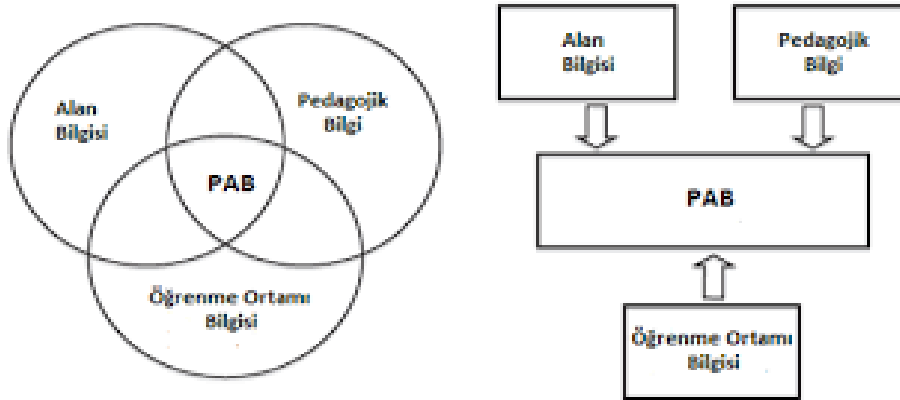 Alan
Bilgisi
Pedagojik
Bilgi
PAB
Öğrenme Ortamı
Bilgisi
Alan
Bilgisi
Pedagojik
Bilgi
PAB
Öğrenme Ortamı
Bilgisi